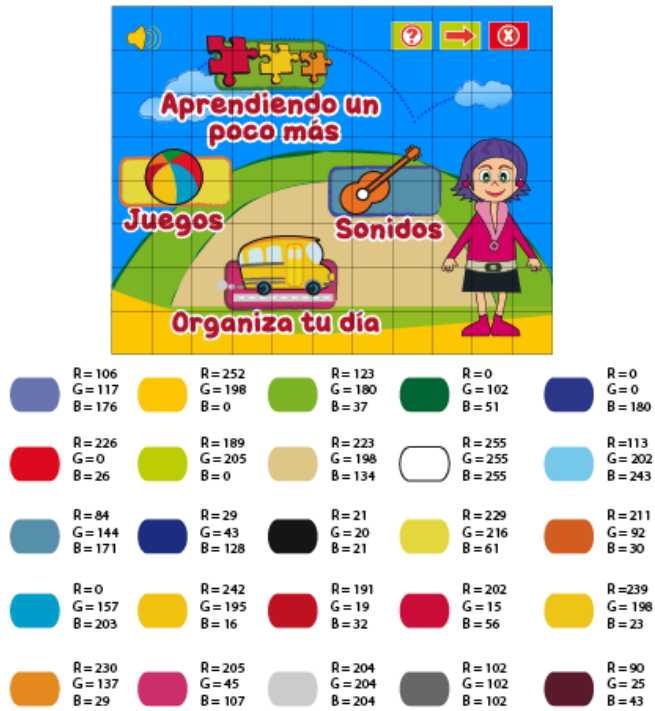 ?
X
Aprendiendo un
poco más
Juegos
Sonidos
Organiza tu día
R = 106
G = 117
B = 176
R = 252
G = 198
B = 0
R = 123
G = 180
B = 37
R = 0
G = 102
B = 51
R = 0
G = 0
B = 180
R = 226
G = 0
B = 26
R = 189
G = 205
B = 0
R = 223
G = 198
B = 134
R = 255
G = 255
B = 255
R =113
G = 202
B = 243
R = 84
G = 144
B = 171
R = 29
G = 43
B = 128
R = 21
G = 20
B = 21
R = 229
G = 216
B = 61
R = 211
G = 92
B = 30
R = 0
G = 157
B = 203
R = 242
G = 195
B = 16
R = 191
G = 19
B = 32
R = 202
G = 15
B = 56
R =239
G = 198
B = 23
R = 230
G = 137
B = 29
R = 205
G = 45
B = 107
R = 204
G = 204
B = 204
R = 102
G = 102
B = 102
R = 90
G = 25
B = 43